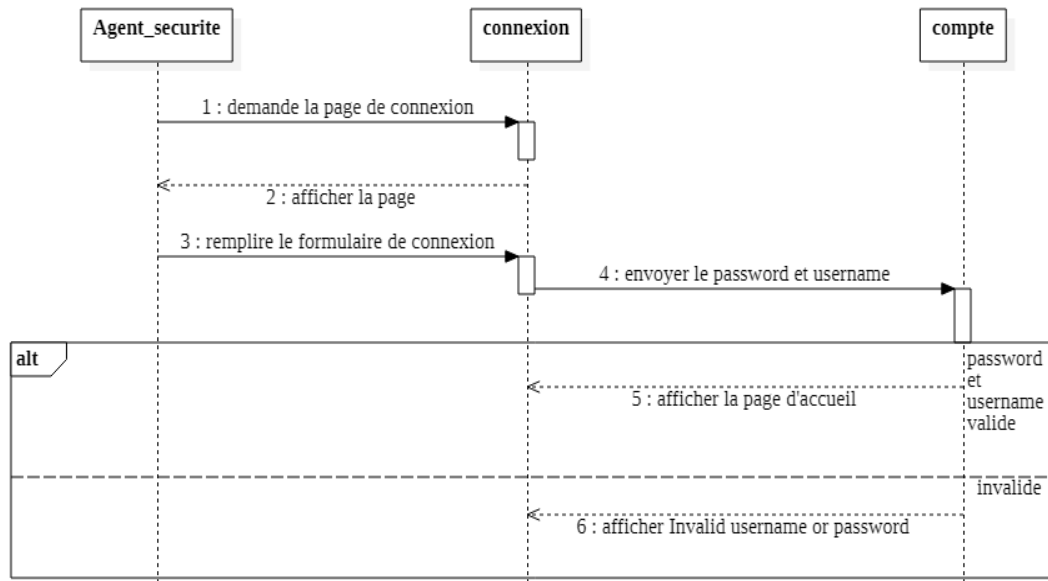 Agent_securite
connexion
compte
1 : demande la page de connexion
2 : afficher la page
3 : remplire le formulaire de connexion
4 : envoyer le password et username
alt
password
et
username
valide
5 : afficher la page d'accueil
invalide
6 : afficher Invalid username or password